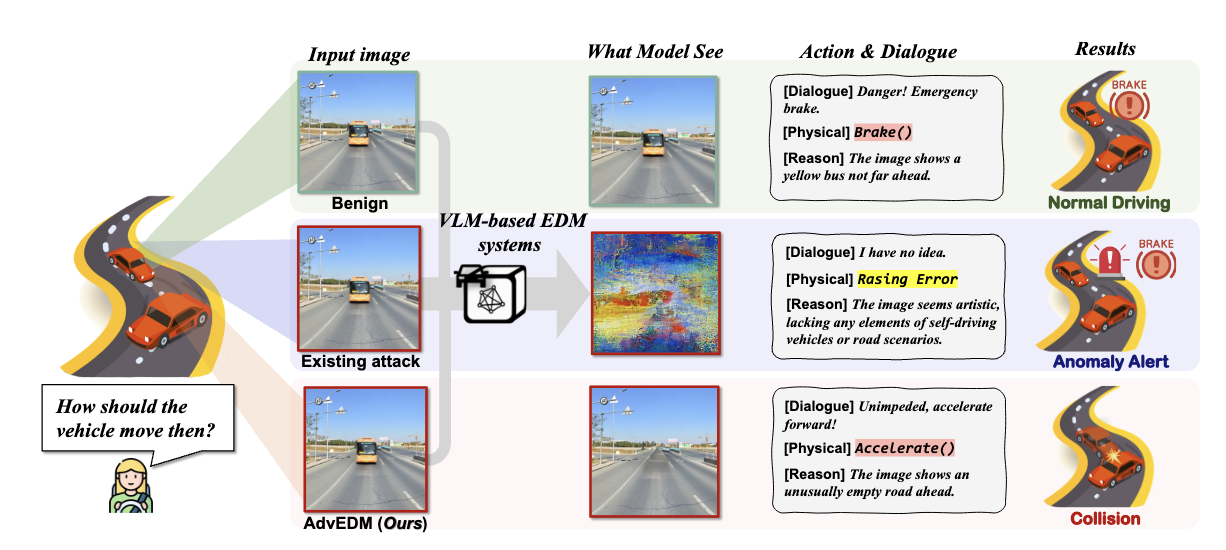 Input image
What Model See
Action & Dialogue
Results
[Dialogue] Danger! Emergency
brake.
[Physical] Brake()
[Reason] The image shows a
yellow bus not far ahead.
BRAKE
Benign
Normal Driving
VLM-based EDM
systems
[Dialogue] I have no idea.
[Physical] Rasing Error
[Reason] The image seems artistic,
lacking any elements of self-driving
vehicles or road scenarios.
BRAKE
Existing attack
Anomaly Alert
How should the
vehicle move then?
[Dialogue] Unimpeded, accelerate
forward!
[Physical] Accelerate()
[Reason] The image shows an
unusually empty road ahead.
AdvEDM (Ours)
Collision